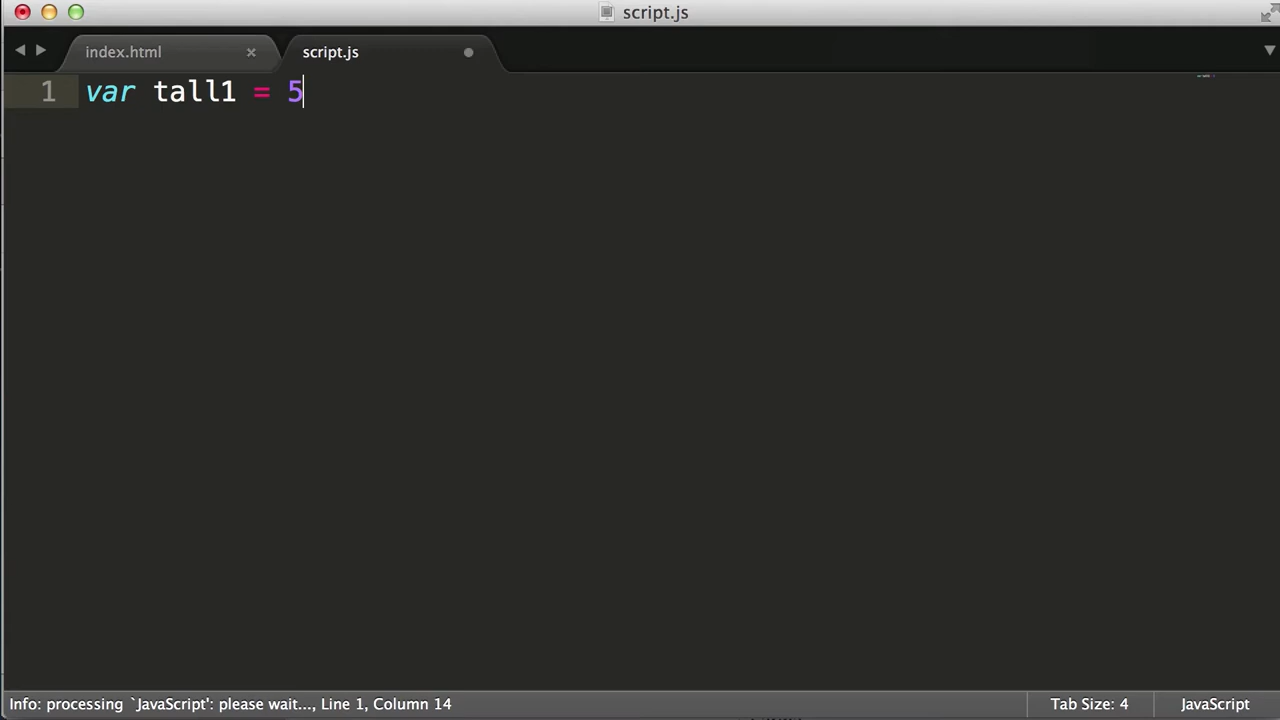 script.js
index.html
script.js
1 var tall1 = 5
Info: processing `JavaScript': please wait..., Line 1, Column 14
Tab Size: 4
JavaScript